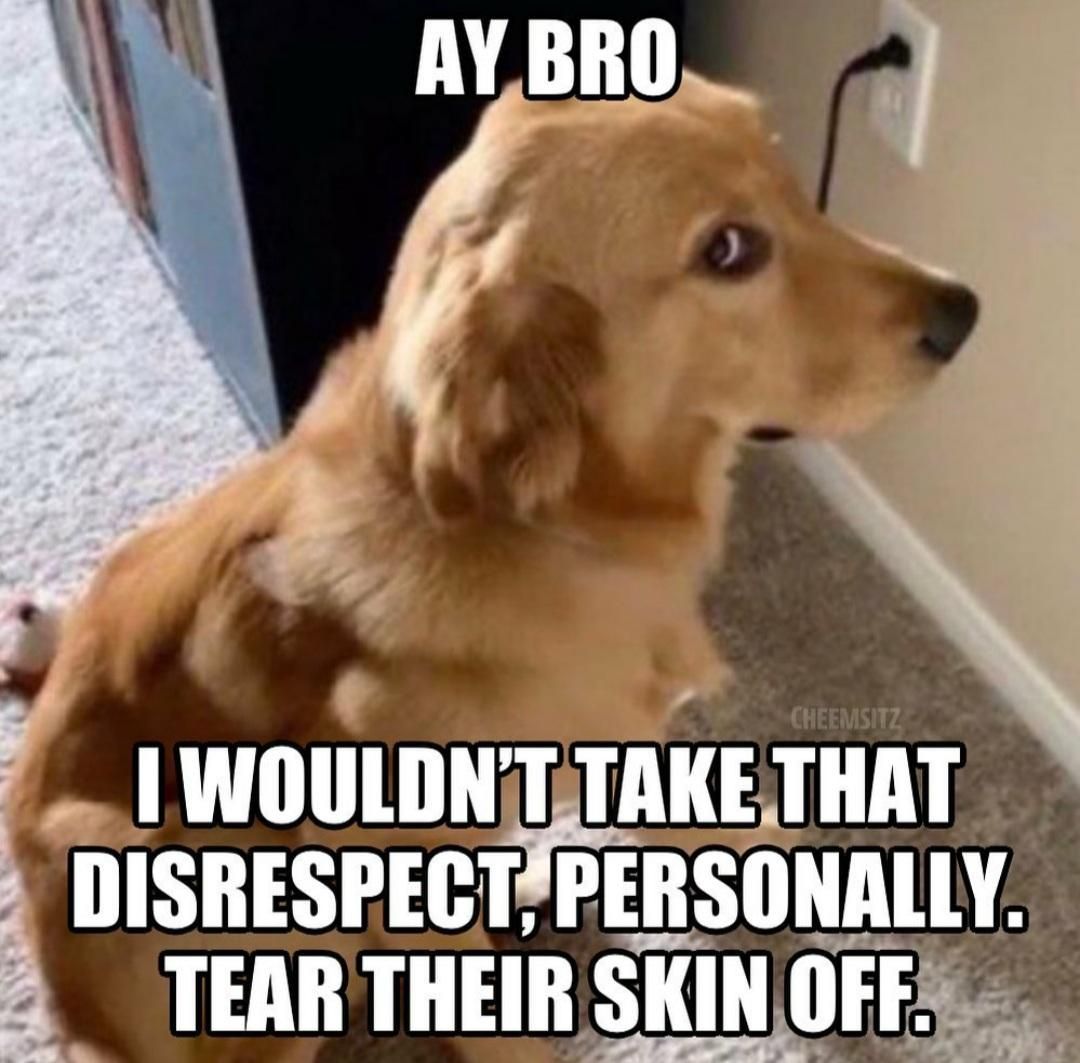 AY BRO
CHEEMSITZ
I WOULDN'T TAKE THAT
DISRESPECT, PERSONALLY.
TEAR THEIR SKIN OFF.